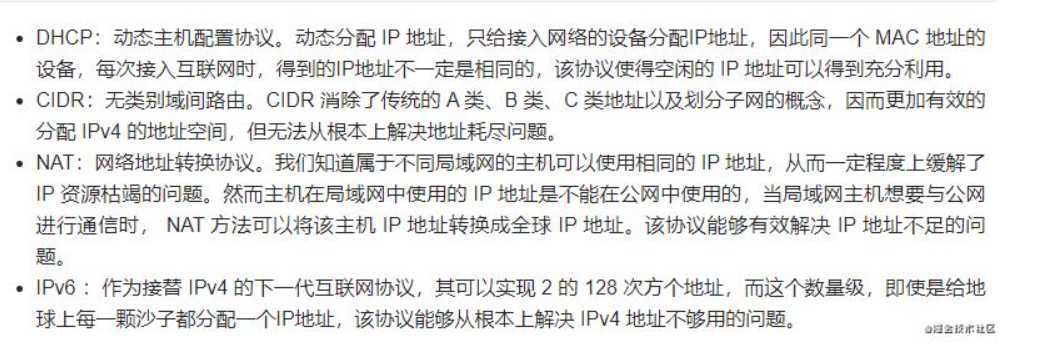 • DHCP：动态主机配置协议。动态分配 IP 地址，只给接入网络的设备分配IP地址，因此同一个 MAC 地址的
设备，每次接入互联网时，得到的IP地址不一定是相同的，该协议使得空闲的 IP 地址可以得到充分利用。
• CIDR：无类别域间路由。CIDR 消除了传统的 A 类、B 类、C 类地址以及划分子网的概念，因而更加有效的
分配 IPv4 的地址空间，但无法从根本上解决地址耗尽问题。
• NAT：网络地址转换协议。我们知道属于不同局域网的主机可以使用相同的 IP 地址，从而一定程度上缓解了
IP 资源枯竭的问题。然而主机在局域网中使用的 IP 地址是不能在公网中使用的，当局域网主机想要与公网
进行通信时， NAT 方法可以将该主机 IP 地址转换成全球 IP 地址。该协议能够有效解决 IP 地址不足的问
题。
• IPv6 ：作为接替 IPv4 的下一代互联网协议，其可以实现 2 的 128 次方个地址，而这个数量级，即使是给地
球上每一颗沙子都分配一个IP地址，该协议能够从根本上解决 IPv4 地址不够用的问题。
@掘金技术社区